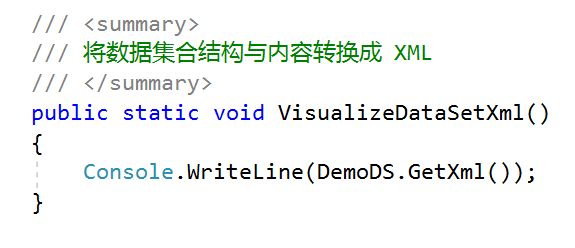 /// <summary>
/// 将数据集合结构与内容转换成 XML
/// </summary>
public static void VisualizeDataSetXml()
{
    Console.WriteLine(DemoDS.GetXml());
}